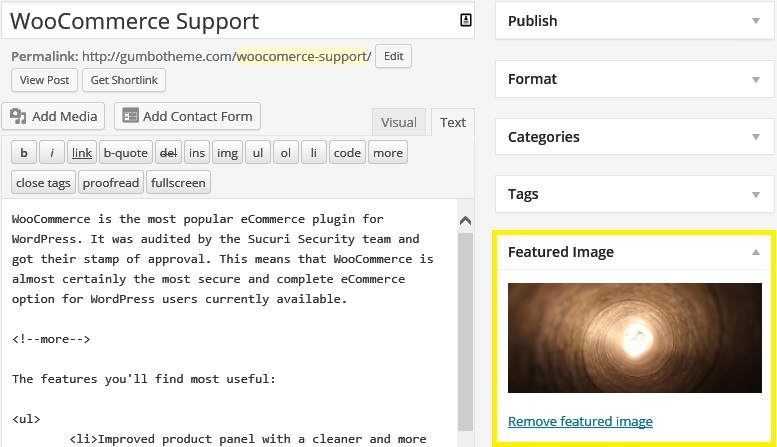 WooCommerce Support
Permalink: http://gumbotheme.com/woocomerce-support/ Edit
View Post Get Shortlink
Add Media Add Contact Form Visual Text
b i link b-quote del ins img ul ol li code more
close tags proofread fullscreen
WooCommerce is the most popular eCommerce plugin for
WordPress. It was audited by the Sucuri Security team and
got their stamp of approval. This means that WooCommerce is
almost certainly the most secure and complete eCommerce
option for WordPress users currently available.
<!--more-->
The features you'll find most useful:
<ul>
<li>Improved product panel with a cleaner and more
Publish
Format
Categories
Tags
Featured Image
Remove featured image